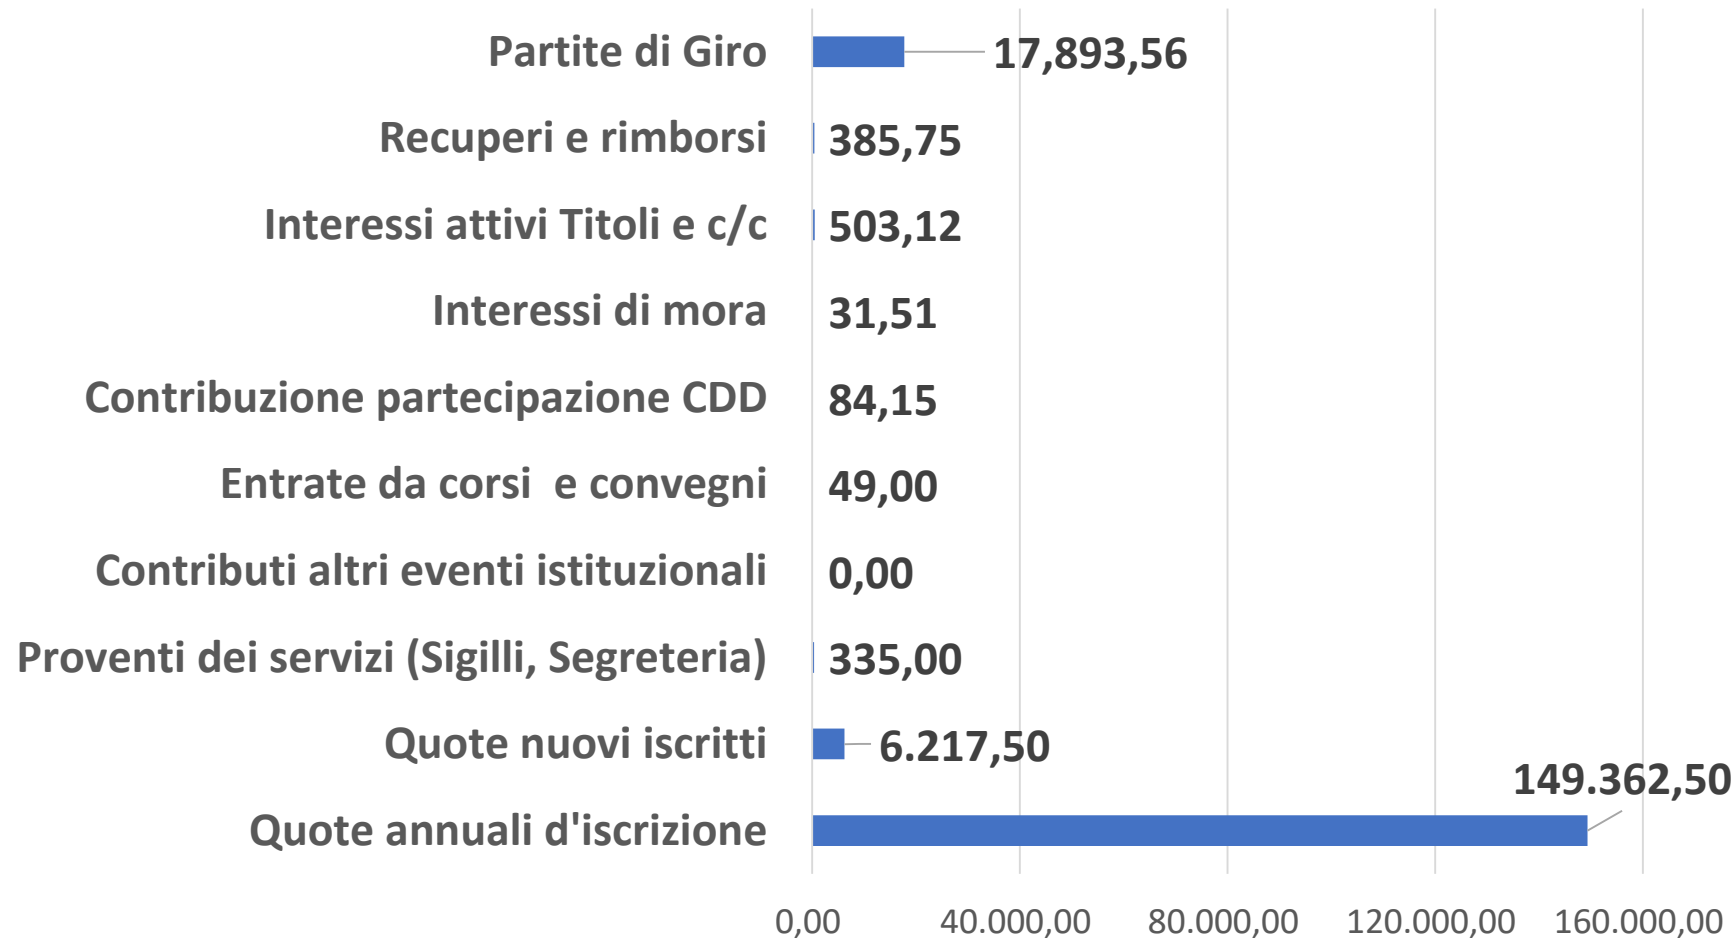 Partite di Giro 17,893,56
Recuperi e rimborsi 385,75
Interessi attivi Titoli e c/c 503,12
Interessi di mora 31,51
Contribuzione partecipazione CDD 84,15
Entrate da corsi  e convegni 49,00
Contributi altri eventi istituzionali 0,00
Proventi dei servizi (Sigilli, Segreteria) 335,00
Quote nuovi iscritti 6.217,50
Quote annuali d'iscrizione 149.362,50
0,00 40.000,00 80.000,00 120.000,00 160.000,00